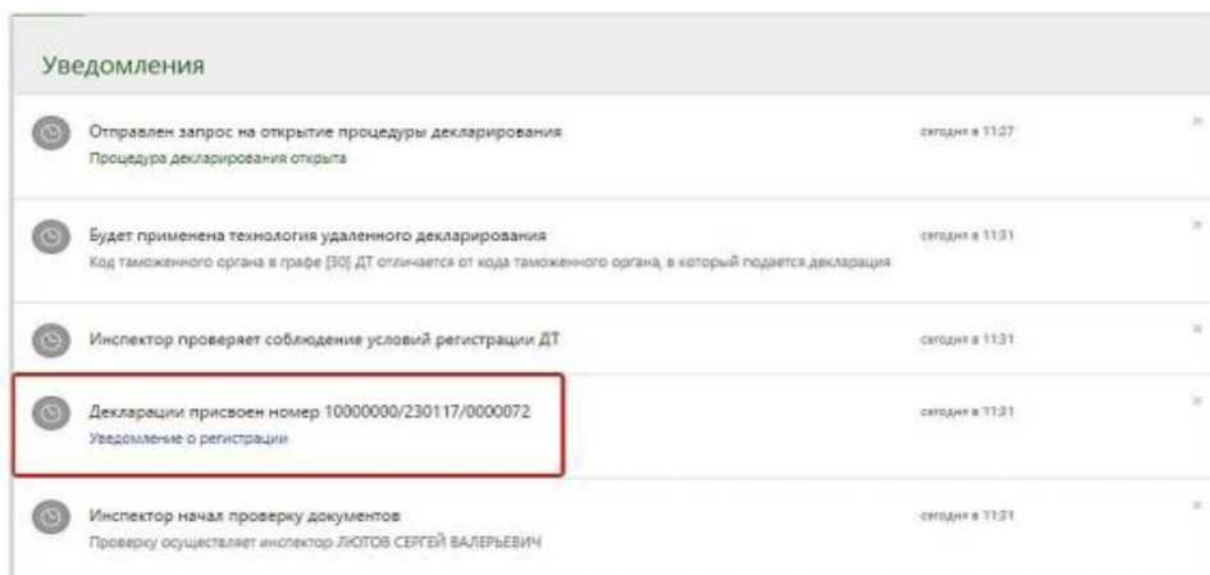 Уведомления
Отправлен запрос на открытие процедуры декларирования
сегодня в 11:27
Процедура декларирования открыта
Будет применена технология удаленного декларирования
сегодня в 11:31
Код таможенного органа в графе [30] ДТ отличается от кода таможенного органа, в который подается декларация
Инспектор проверяет соблюдение условий регистрации ДТ
сегодня в 11:31
Декларации присвоен номер 10000000/230117/0000072
сегодня в 11:31
Уведомление о регистрации
Инспектор начал проверку документов
сегодня в 11:31
Проверку осуществляет инспектор ЛЮТОВ СЕРГЕЙ ВАЛЕРЬЕВИЧ